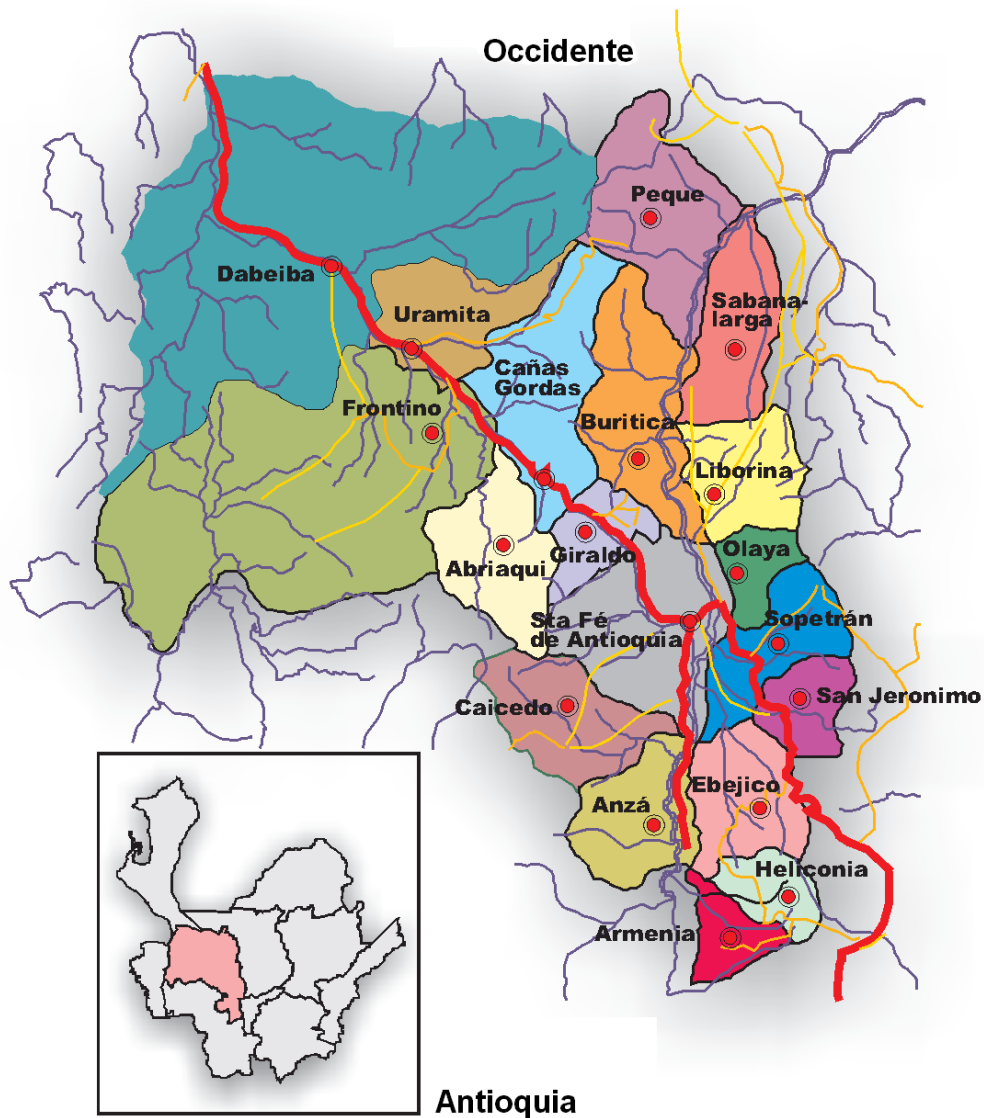 Occidente
Peque
Dabeiba
Sabana-
larga
Uramita
Cañas
Gordas
Frontino
Buritica
Liborina
Olaya
Giraldo
Abriaqui
Sta Fé
de Antioquia
Sopetrán
San Jeronimo
Caicedo
Ebejico
Anzá
Heliconia
Armenia
Antioquia